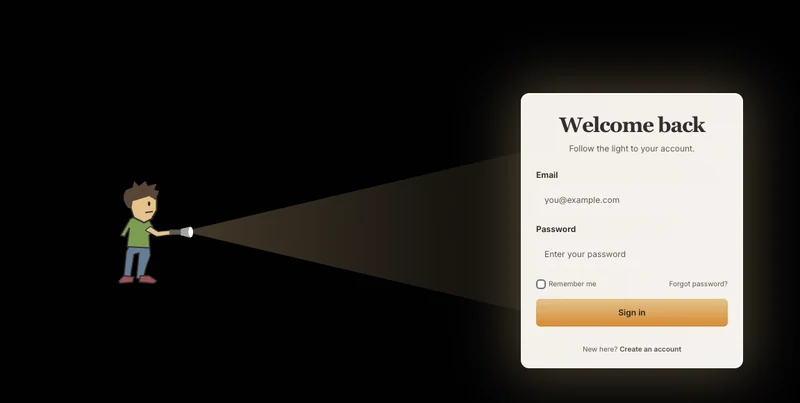 Welcome back
Follow the light to your account.
Email
you@example.com
Password
Enter your password
Remember me Forgot password?
Sign in
New here? Create an account